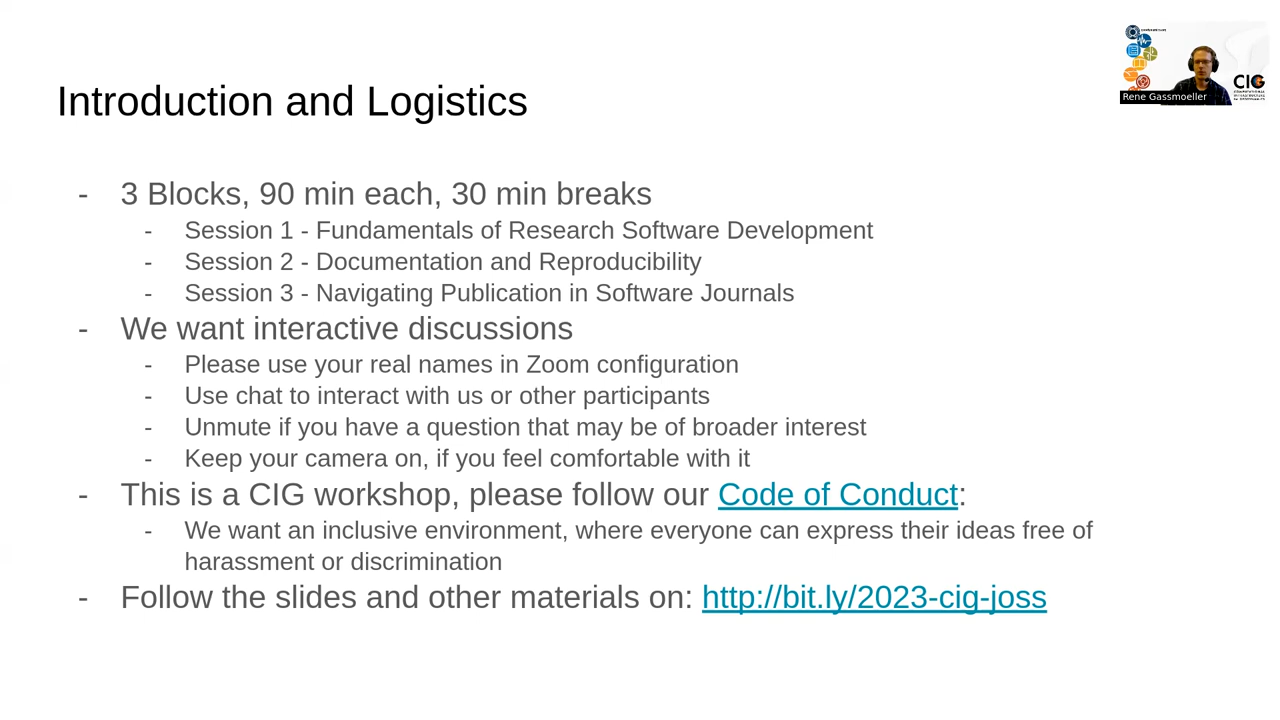 Introduction and Logistics
- 3 Blocks, 90 min each, 30 min breaks
- Session 1 - Fundamentals of Research Software Development
- Session 2 - Documentation and Reproducibility
- Session 3 - Navigating Publication in Software Journals
- We want interactive discussions
- Please use your real names in Zoom configuration
- Use chat to interact with us or other participants
- Unmute if you have a question that may be of broader interest
- Keep your camera on, if you feel comfortable with it
- This is a CIG workshop, please follow our Code of Conduct:
- We want an inclusive environment, where everyone can express their ideas free of
harassment or discrimination
- Follow the slides and other materials on: http://bit.ly/2023-cig-joss
CIG
Rene Gassmoeller